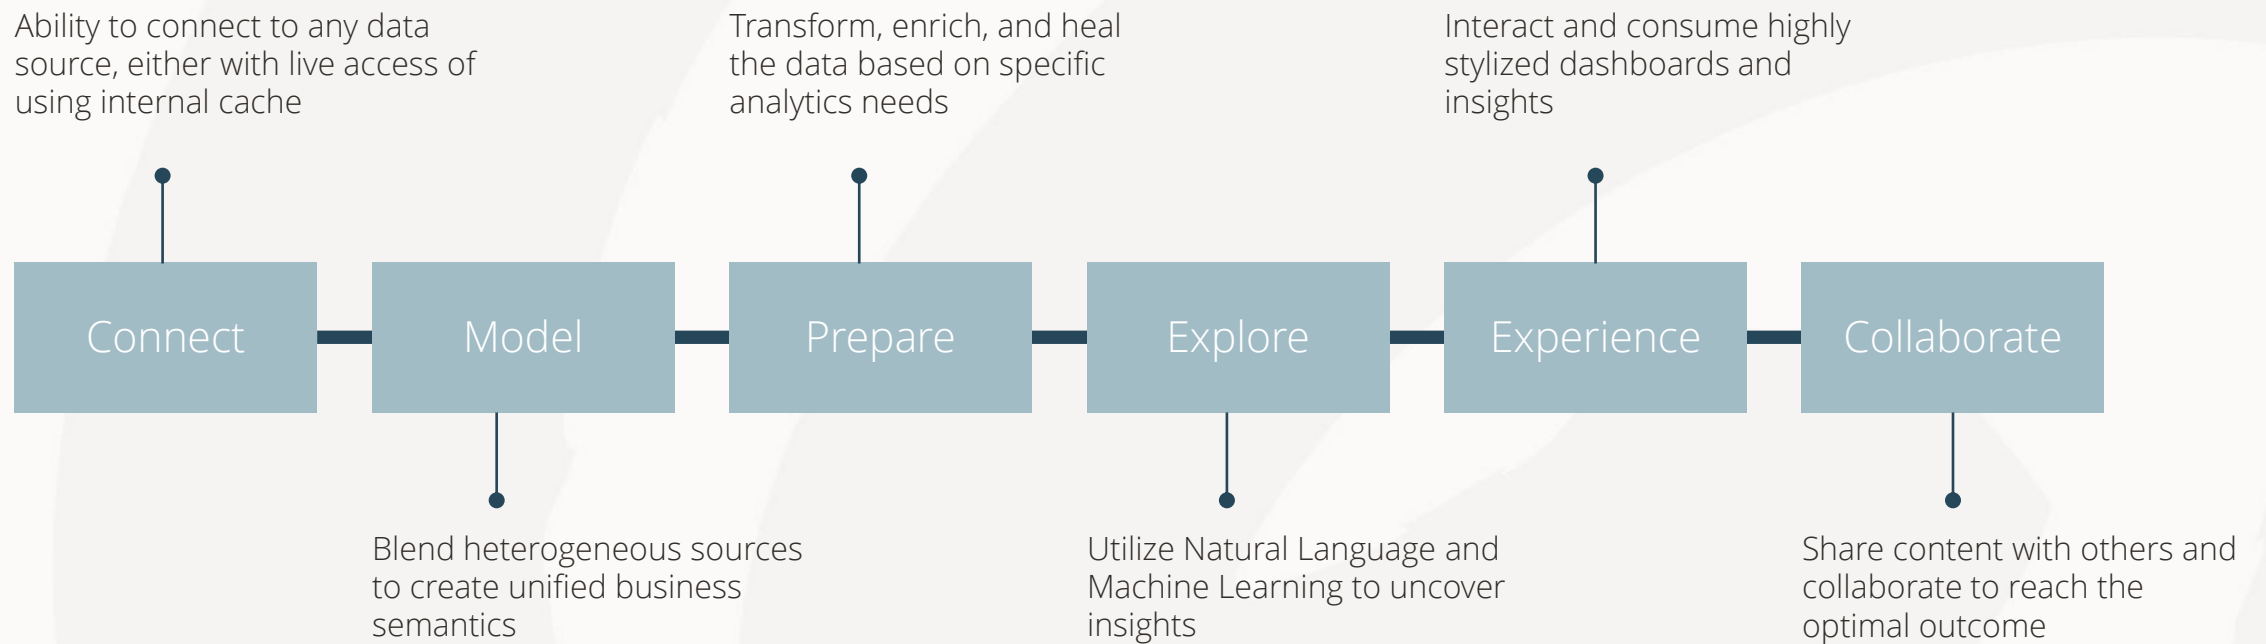 Ability to connect to any data
source, either with live access of
using internal cache
Transform, enrich, and heal
the data based on specific
analytics needs
Interact and consume highly
stylized dashboards and
insights
Connect
Model
Prepare
Explore
Experience
Collaborate
Blend heterogeneous sources
to create unified business
semantics
Utilize Natural Language and
Machine Learning to uncover
insights
Share content with others and
collaborate to reach the
optimal outcome